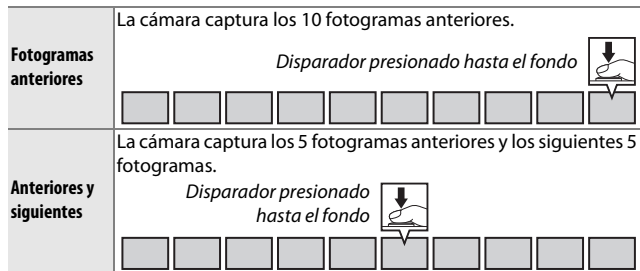 La cámara captura los 10 fotogramas anteriores.
Fotogramas
anteriores
Disparador presionado hasta el fondo
La cámara captura los 5 fotogramas anteriores y los siguientes 5
fotogramas.
Anteriores y
siguientes
Disparador presionado
hasta el fondo